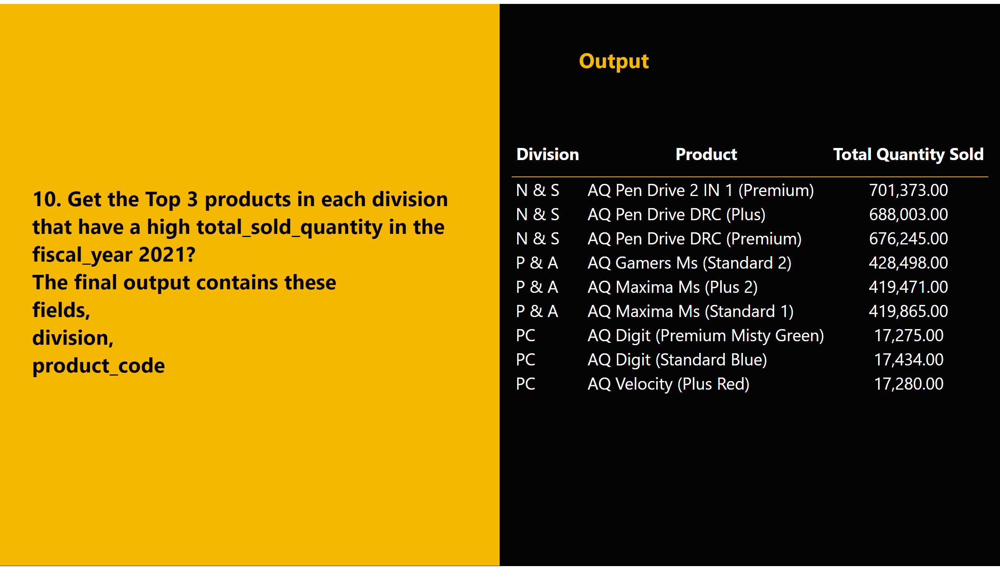 10. Get the Top 3 products in each division
that have a high total_sold_quantity in the
fiscal_year 2021?
The final output contains these
fields,
division,
product_code
Output
Division Product Total Quantity Sold
N & S AQ Pen Drive 2 IN 1 (Premium) 701,373.00
N & S AQ Pen Drive DRC (Plus) 688,003.00
N & S AQ Pen Drive DRC (Premium) 676,245.00
P & A AQ Gamers Ms (Standard 2) 428,498.00
P & A AQ Maxima Ms (Plus 2) 419,471.00
P & A AQ Maxima Ms (Standard 1) 419,865.00
PC AQ Digit (Premium Misty Green) 17,275.00
PC AQ Digit (Standard Blue) 17,434.00
PC AQ Velocity (Plus Red) 17,280.00